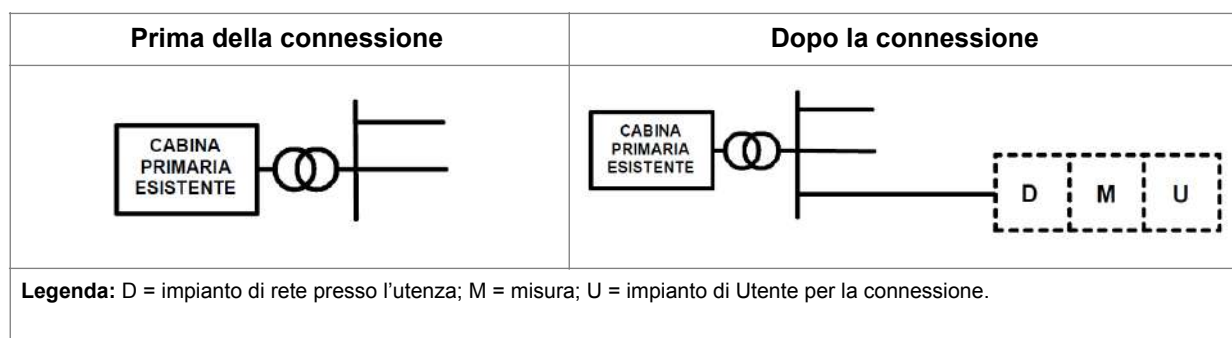 Prima della connessione
Dopo la connessione
CABINA
PRIMARIA
ESISTENTE
CABINA
PRIMARIA
ESISTENTE
D
M
U
Legenda: D = impianto di rete presso l’utenza; M = misura; U = impianto di Utente per la connessione.